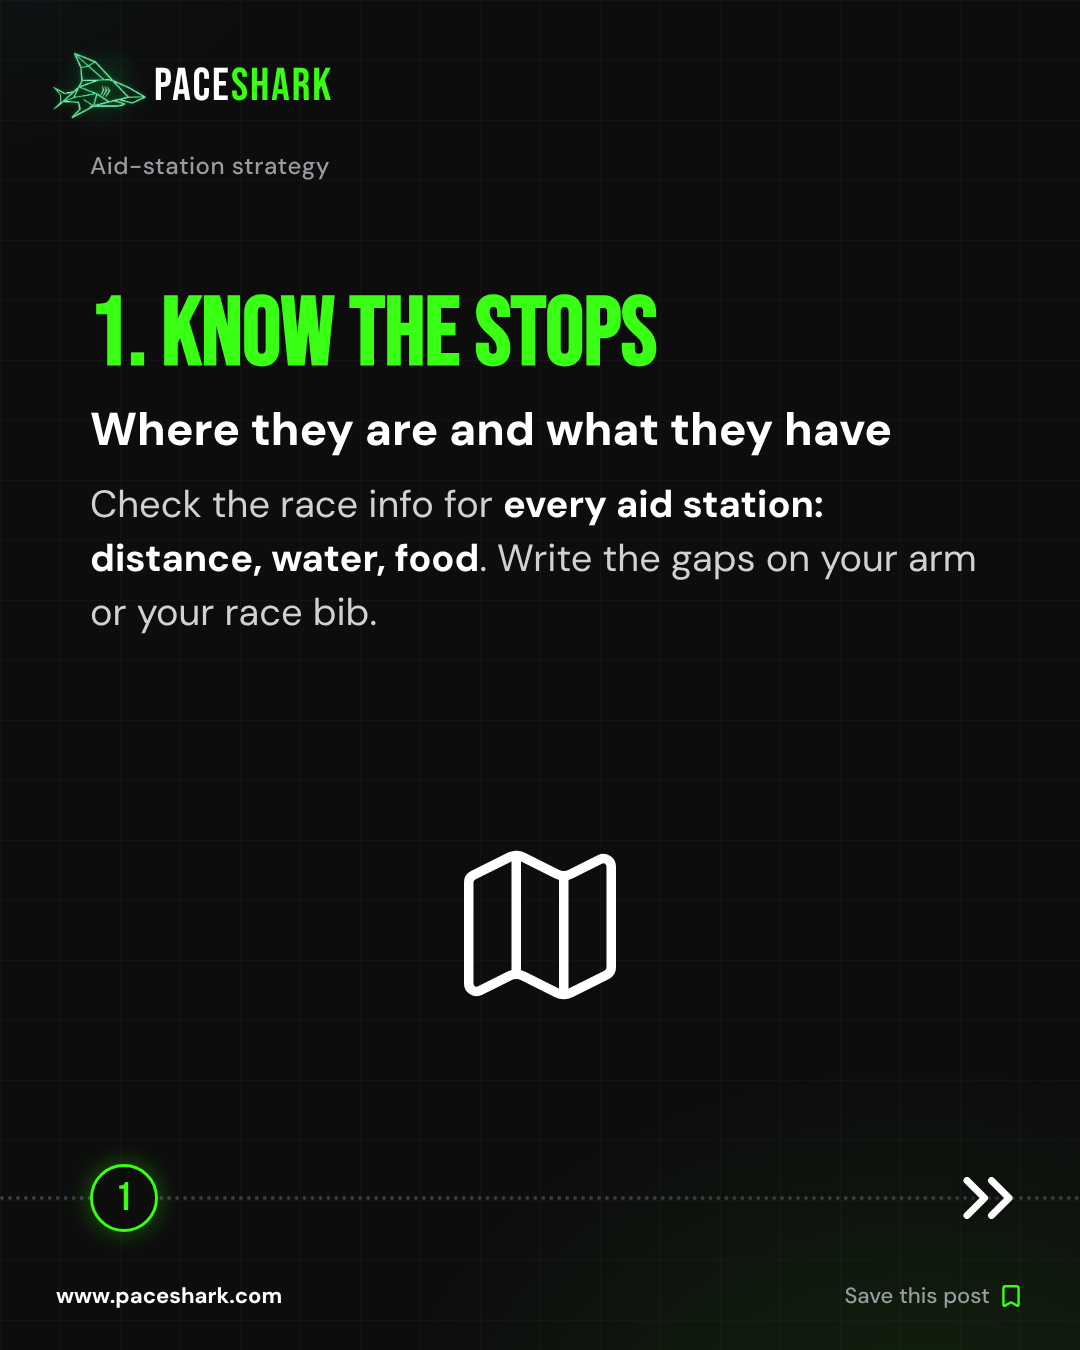 PACESHARK
Aid-station strategy
1. KNOW THE STOPS
Where they are and what they have
Check the race info for every aid station:
distance, water, food. Write the gaps on your arm
or your race bib.
1
www.paceshark.com
Save this post